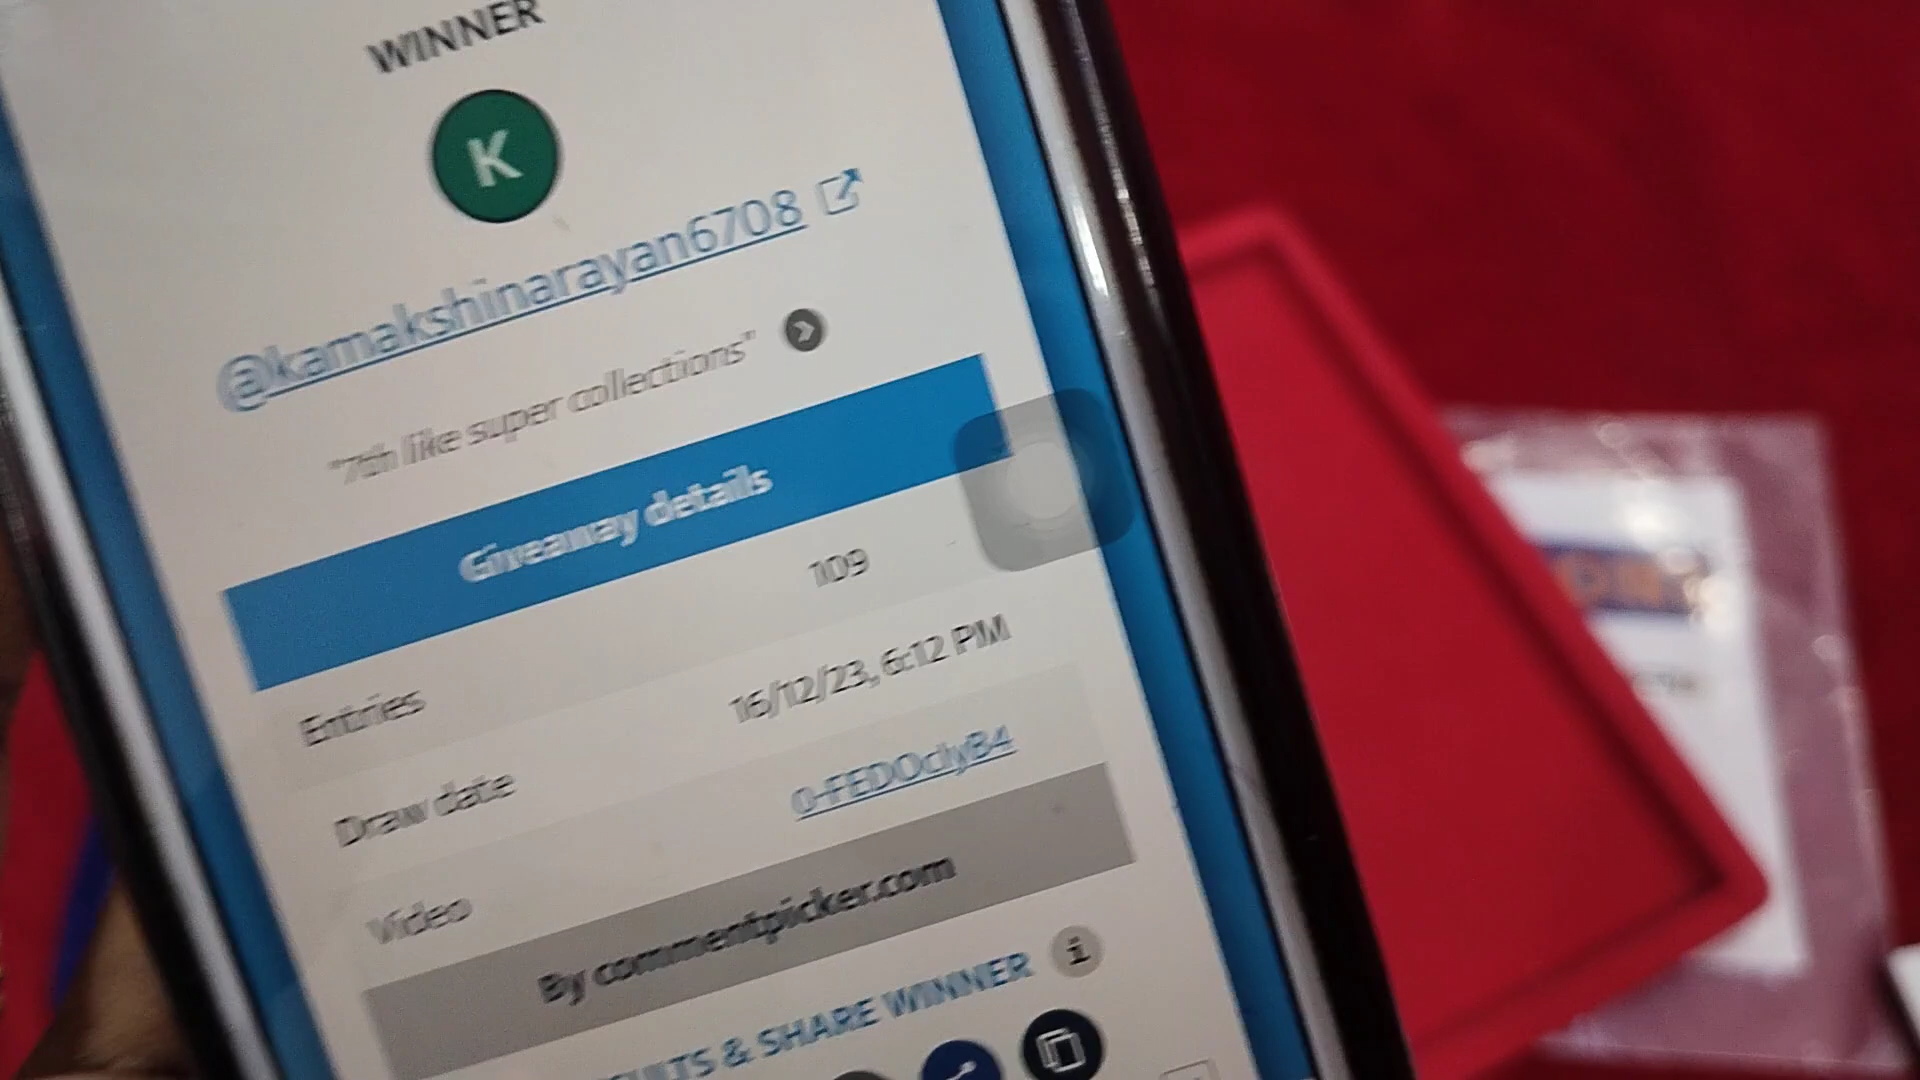 WINNER
K
@kamakshinarayan6708
"7th like super collections"
Giveaway details
Entries 109
Draw date 16/12/23, 6:12 PM
Video 0-FEDOclyB4
By commentpicker.com
& SHARE WINNER i